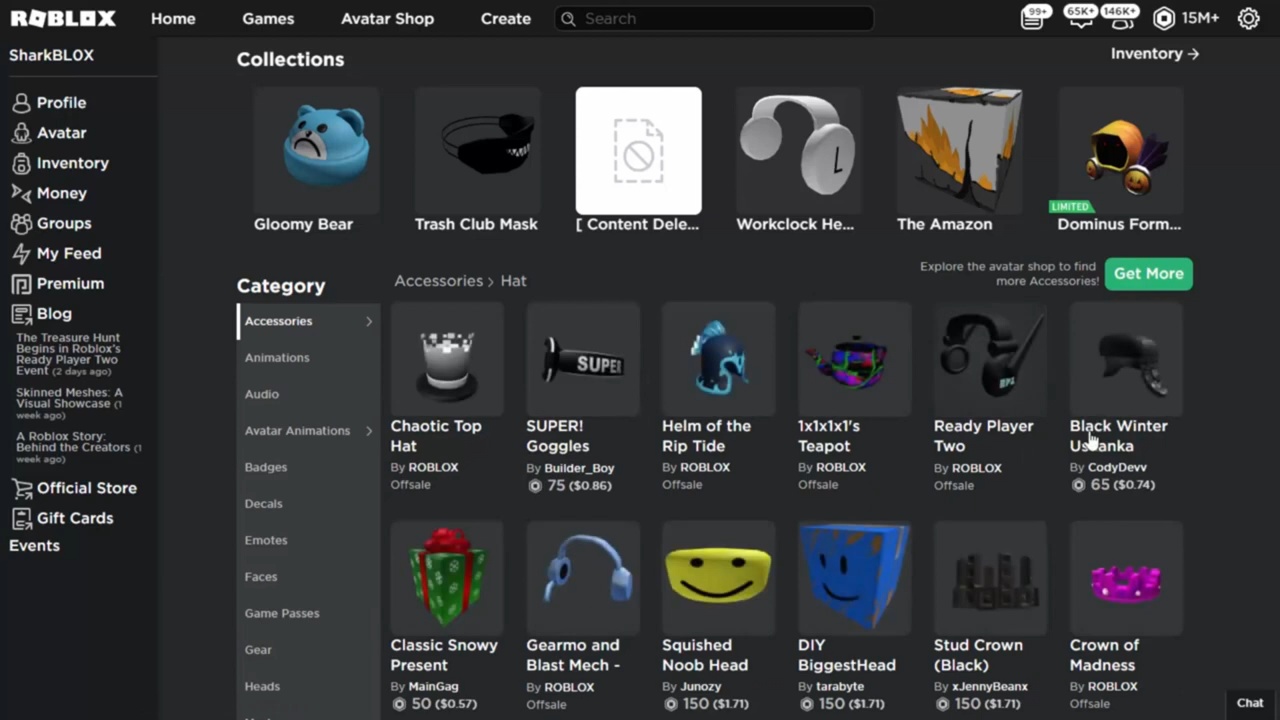 ROBLOX
Home
Games
Avatar Shop
Create
Search
99+
65K+
146K+
15M+
SharkBL0X
Profile
Avatar
Inventory
Money
Groups
My Feed
Premium
Blog
The Treasure Hunt
Begins in Roblox's
Ready Player Two
Event (2 days ago)
Skinned Meshes: A
Visual Showcase (1
week ago)
A Roblox Story:
Behind the Creators (1
week ago)
Official Store
Gift Cards
Events
Collections
Inventory →
L
LIMITED
Gloomy Bear
Trash Club Mask
[ Content Dele...
Workclock He...
The Amazon
Dominus Form...
Category
Accessories > Hat
Explore the avatar shop to find
more Accessories!
Get More
Accessories
Animations
Audio
Avatar Animations
Badges
Decals
Emotes
Faces
Game Passes
Gear
Heads
Chaotic Top
Hat
By ROBLOX
Offsale
SUPER
SUPER!
Goggles
By Builder_Boy
75 ($0.86)
Helm of the
Rip Tide
By ROBLOX
Offsale
1x1x1x1's
Teapot
By ROBLOX
Offsale
RP2
Ready Player
Two
By ROBLOX
Offsale
Black Winter
By CodyDevv
65 ($0.74)
Classic Snowy
Present
By MainGag
50 ($0.57)
Gearmo and
Blast Mech -
By ROBLOX
Offsale
Squished
Noob Head
By Junozy
150 ($1.71)
DIY
BiggestHead
By tarabyte
150 ($1.71)
Stud Crown
(Black)
By xJennyBeanx
150 ($1.71)
Crown of
Madness
By ROBLOX
Offsale
Chat